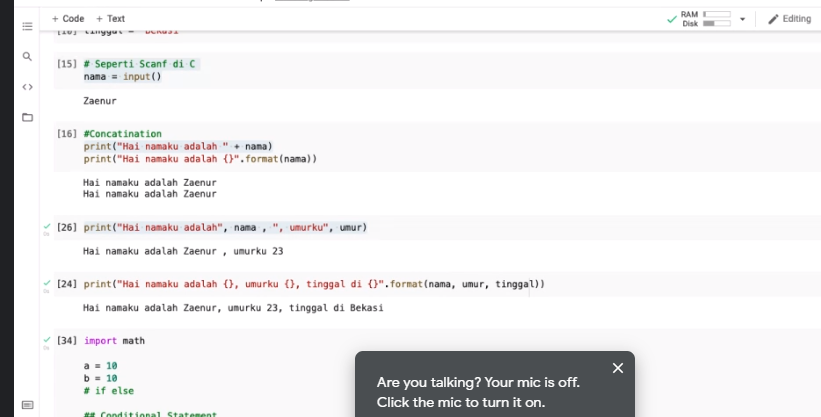 + Code + Text
RAM
Disk
Editing
tinggal = "Bekasi"
[15] # Seperti Scanf di C
nama = input()
Zaenur
[16] #Concatination
print("Hai namaku adalah " + nama)
print("Hai namaku adalah {}".format(nama))
Hai namaku adalah Zaenur
Hai namaku adalah Zaenur
[26] print("Hai namaku adalah", nama , ", umurku", umur)
Hai namaku adalah Zaenur , umurku 23
[24] print("Hai namaku adalah {}, umurku {}, tinggal di {}".format(nama, umur, tinggal))
Hai namaku adalah Zaenur, umurku 23, tinggal di Bekasi
[34] import math
a = 10
b = 10
# if else
## Conditional Statement
Are you talking? Your mic is off.
Click the mic to turn it on.